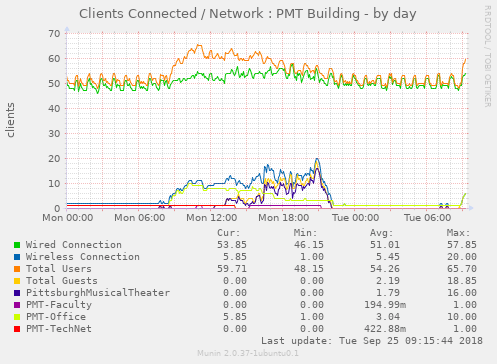 Clients Connected / Network : PMT Building - by day
RRDTOOL / TOBI OETIKER
clients
70
60
50
40
30
20
10
0
Mon 00:00 Mon 06:00 Mon 12:00 Mon 18:00 Tue 00:00 Tue 06:00
Cur: Min: Avg: Max:
Wired Connection 53.85 46.15 51.01 57.85
Wireless Connection 5.85 1.00 5.45 20.00
Total Users 59.71 48.15 54.26 65.70
Total Guests 0.00 0.00 2.19 18.85
PittsburghMusicalTheater 0.00 0.00 1.79 16.00
PMT-Faculty 0.00 0.00 194.99m 1.00
PMT-Office 5.85 1.00 3.04 10.00
PMT-TechNet 0.00 0.00 422.88m 1.00
Last update: Tue Sep 25 09:15:44 2018
Munin 2.0.37-1ubuntu0.1